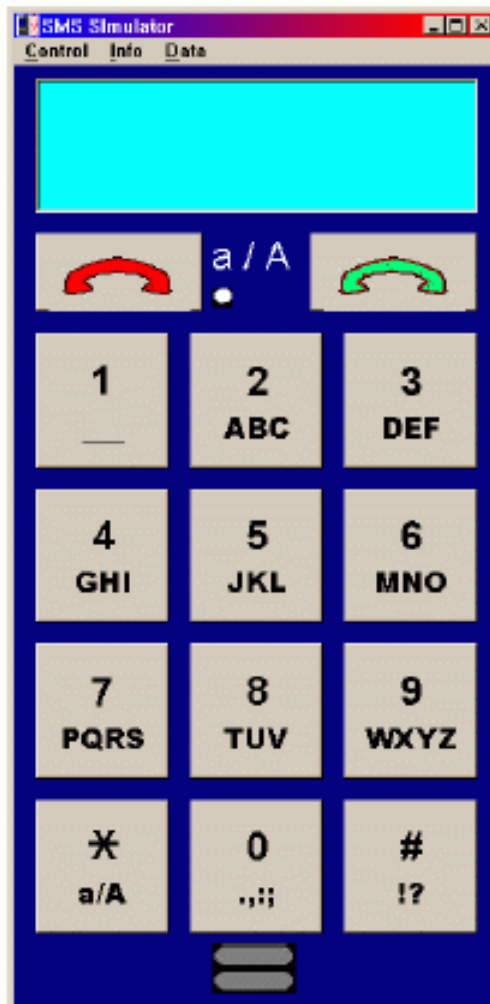 SMS SImulator
Control Info Data
a / A
1 2 3
__ ABC DEF
4 5 6
GHI JKL MNO
7 8 9
PQRS TUV WXYZ
* 0 #
a/A .,:; !?